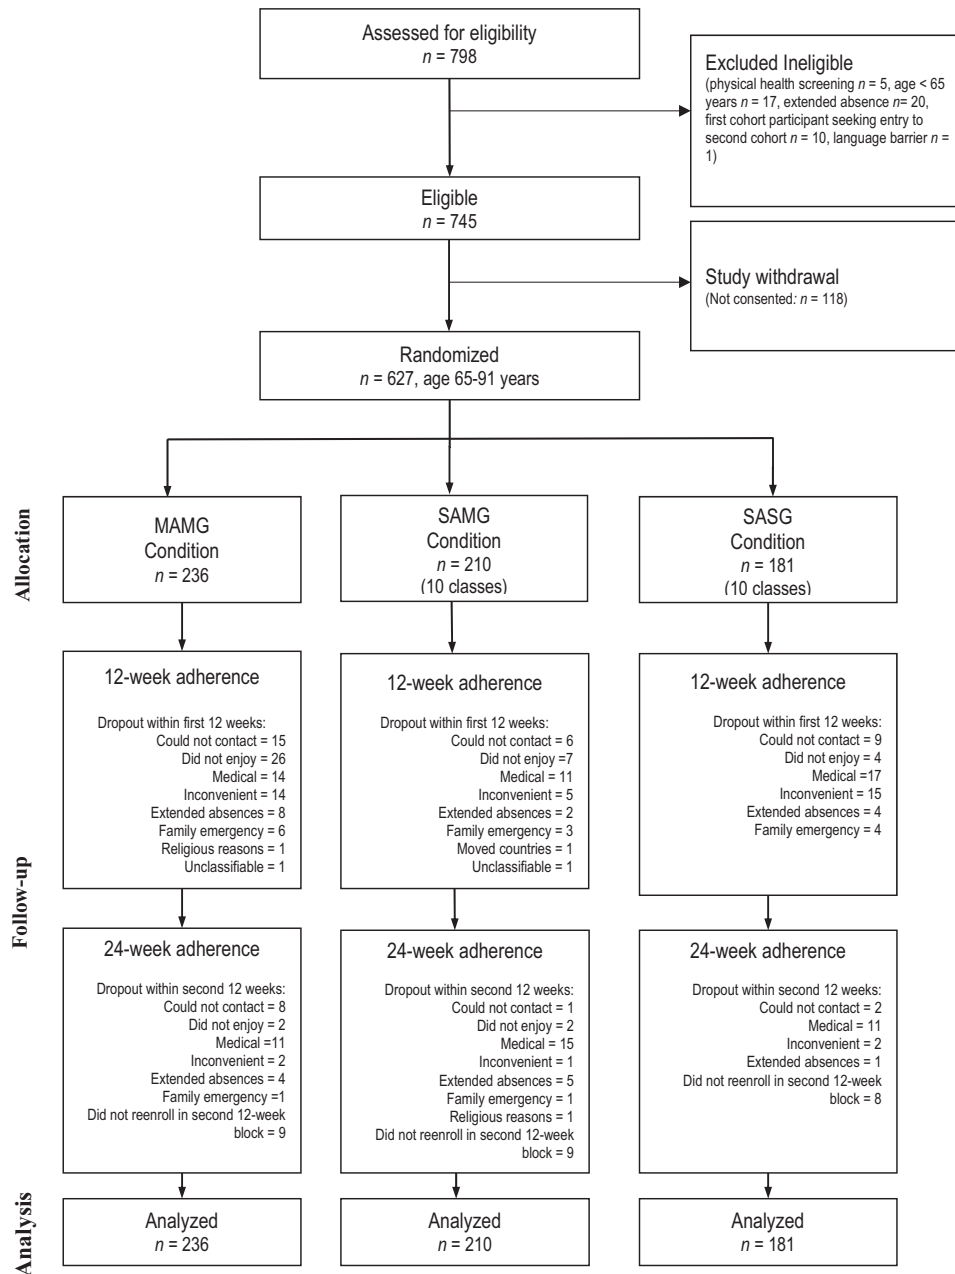 Assessed for eligibility
n = 798
Excluded Ineligible
(physical health screening n = 5, age < 65
years n = 17, extended absence n= 20,
first cohort participant seeking entry to
second cohort n = 10, language barrier n =
1)
Eligible
n = 745
Study withdrawal
(Not consented: n = 118)
Randomized
n = 627, age 65-91 years
Allocation
MAMG
Condition
n = 236
SAMG
Condition
n = 210
(10 classes)
SASG
Condition
n = 181
(10 classes)
Follow-up
12-week adherence
Dropout within first 12 weeks:
Could not contact = 15
Did not enjoy = 26
Medical = 14
Inconvenient = 14
Extended absences = 8
Family emergency = 6
Religious reasons = 1
Unclassifiable = 1
12-week adherence
Dropout within first 12 weeks:
Could not contact = 6
Did not enjoy =7
Medical = 11
Inconvenient = 5
Extended absences = 2
Family emergency = 3
Moved countries = 1
Unclassifiable = 1
12-week adherence
Dropout within first 12 weeks:
Could not contact = 9
Did not enjoy = 4
Medical =17
Inconvenient = 15
Extended absences = 4
Family emergency = 4
24-week adherence
Dropout within second 12 weeks:
Could not contact = 8
Did not enjoy = 2
Medical =11
Inconvenient = 2
Extended absences = 4
Family emergency =1
Did not reenroll in second 12-week
block = 9
24-week adherence
Dropout within second 12 weeks:
Could not contact = 1
Did not enjoy = 2
Medical = 15
Inconvenient = 1
Extended absences = 5
Family emergency = 1
Religious reasons = 1
Did not reenroll in second 12-week
block = 9
24-week adherence
Dropout within second 12 weeks:
Could not contact = 2
Medical = 11
Inconvenient = 2
Extended absences = 1
Did not reenroll in second 12-week
block = 8
Analysis
Analyzed
n = 236
Analyzed
n = 210
Analyzed
n = 181